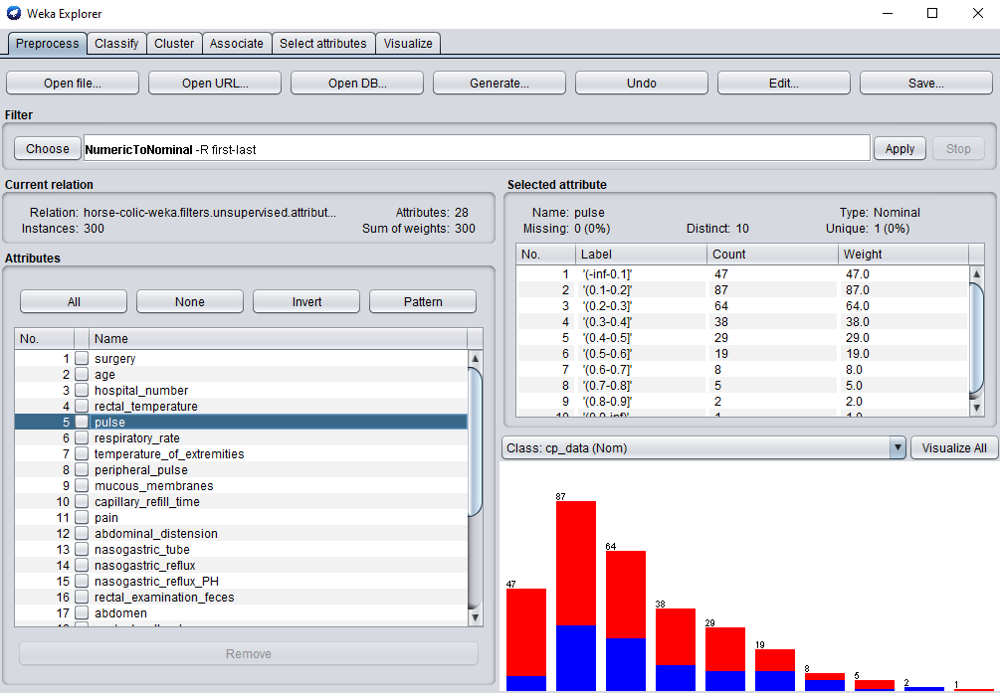 Weka Explorer
Preprocess Classify Cluster Associate Select attributes Visualize
Open file... Open URL... Open DB... Generate... Undo Edit... Save...
Filter
Choose NumericToNominal -R first-last Apply Stop
Current relation
Relation: horse-colic-weka.filters.unsupervised.attribut... Attributes: 28
Instances: 300 Sum of weights: 300
Attributes
All None Invert Pattern
No. Name
1 surgery
2 age
3 hospital_number
4 rectal_temperature
5 pulse
6 respiratory_rate
7 temperature_of_extremities
8 peripheral_pulse
9 mucous_membranes
10 capillary_refill_time
11 pain
12 abdominal_distension
13 nasogastric_tube
14 nasogastric_reflux
15 nasogastric_reflux_PH
16 rectal_examination_feces
17 abdomen
Remove
Selected attribute
Name: pulse Type: Nominal
Missing: 0 (0%) Distinct: 10 Unique: 1 (0%)
No. Label Count Weight
1 '(-inf-0.1]' 47 47.0
2 '(0.1-0.2]' 87 87.0
3 '(0.2-0.3]' 64 64.0
4 '(0.3-0.4]' 38 38.0
5 '(0.4-0.5]' 29 29.0
6 '(0.5-0.6]' 19 19.0
7 '(0.6-0.7]' 8 8.0
8 '(0.7-0.8]' 5 5.0
9 '(0.8-0.9]' 2 2.0
Class: cp_data (Nom) Visualize All
47
87
64
38
29
19
8
5
2
1